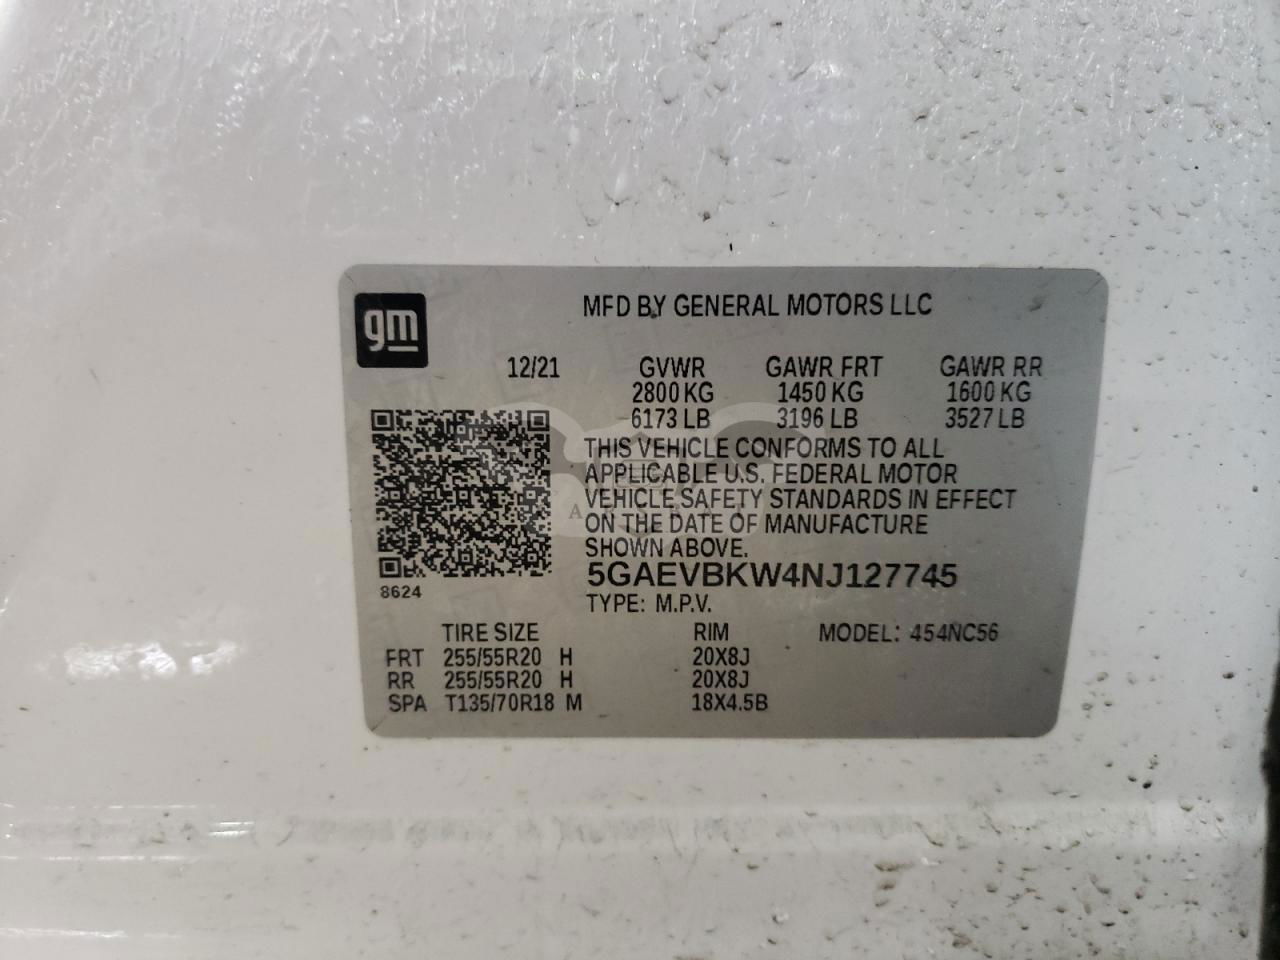 gm
MFD BY GENERAL MOTORS LLC
12/21 GVWR GAWR FRT GAWR RR
2800 KG 1450 KG 1600 KG
6173 LB 3196 LB 3527 LB
THIS VEHICLE CONFORMS TO ALL
APPLICABLE U.S. FEDERAL MOTOR
VEHICLE SAFETY STANDARDS IN EFFECT
ON THE DATE OF MANUFACTURE
SHOWN ABOVE.
8624
5GAEVBKW4NJ127745
TYPE: M.P.V.
TIRE SIZE RIM MODEL: 454NC56
FRT 255/55R20 H 20X8J
RR 255/55R20 H 20X8J
SPA T135/70R18 M 18X4.5B